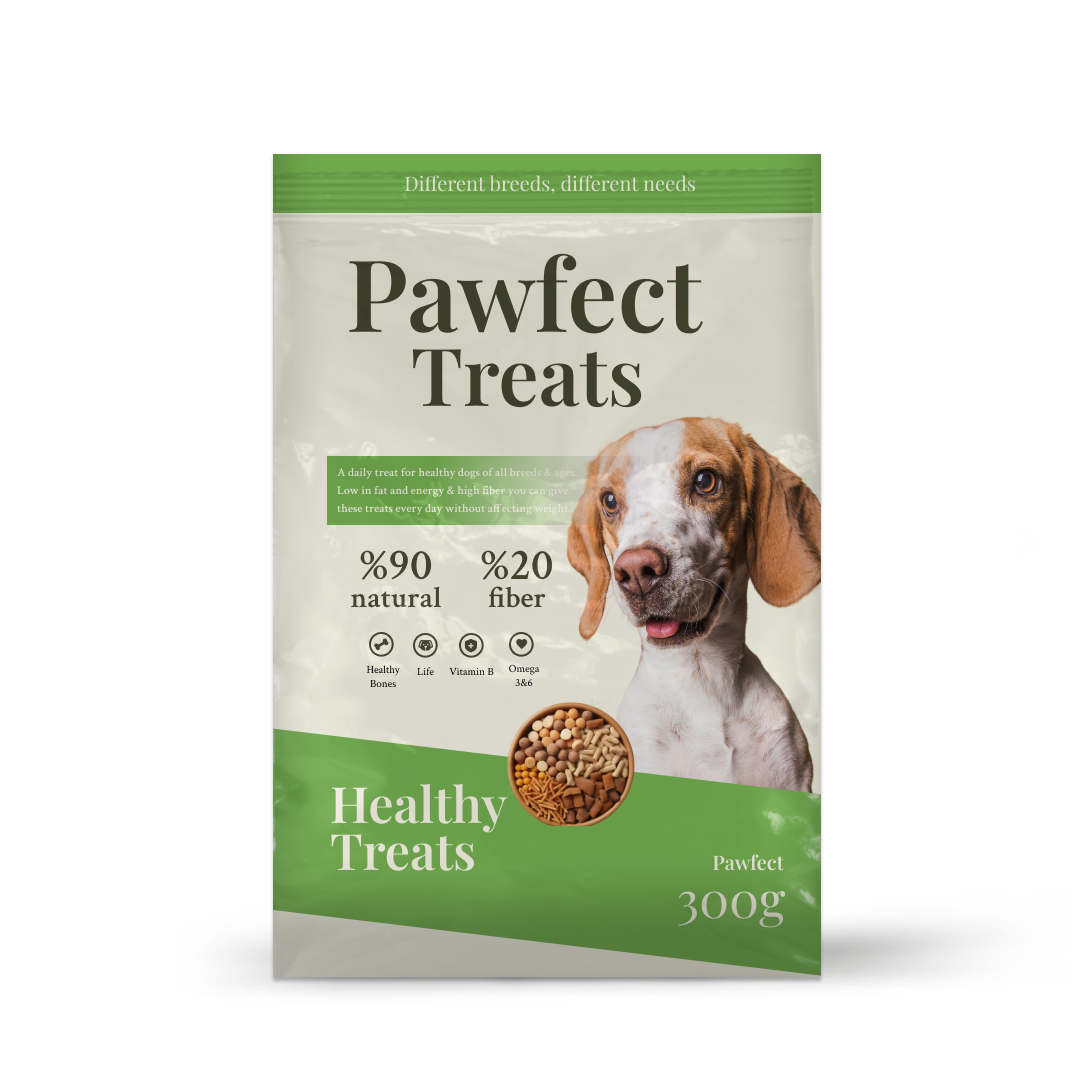 Different breeds, different needs
Pawfect
Treats
A daily treat for healthy dogs of all breeds & ages.
Low in fat and energy & high fiber you can give
these treats every day without affecting weight.
%90 %20
natural fiber
Healthy Bones
Life
Vitamin B
Omega 3&6
Healthy
Treats
Pawfect
300g